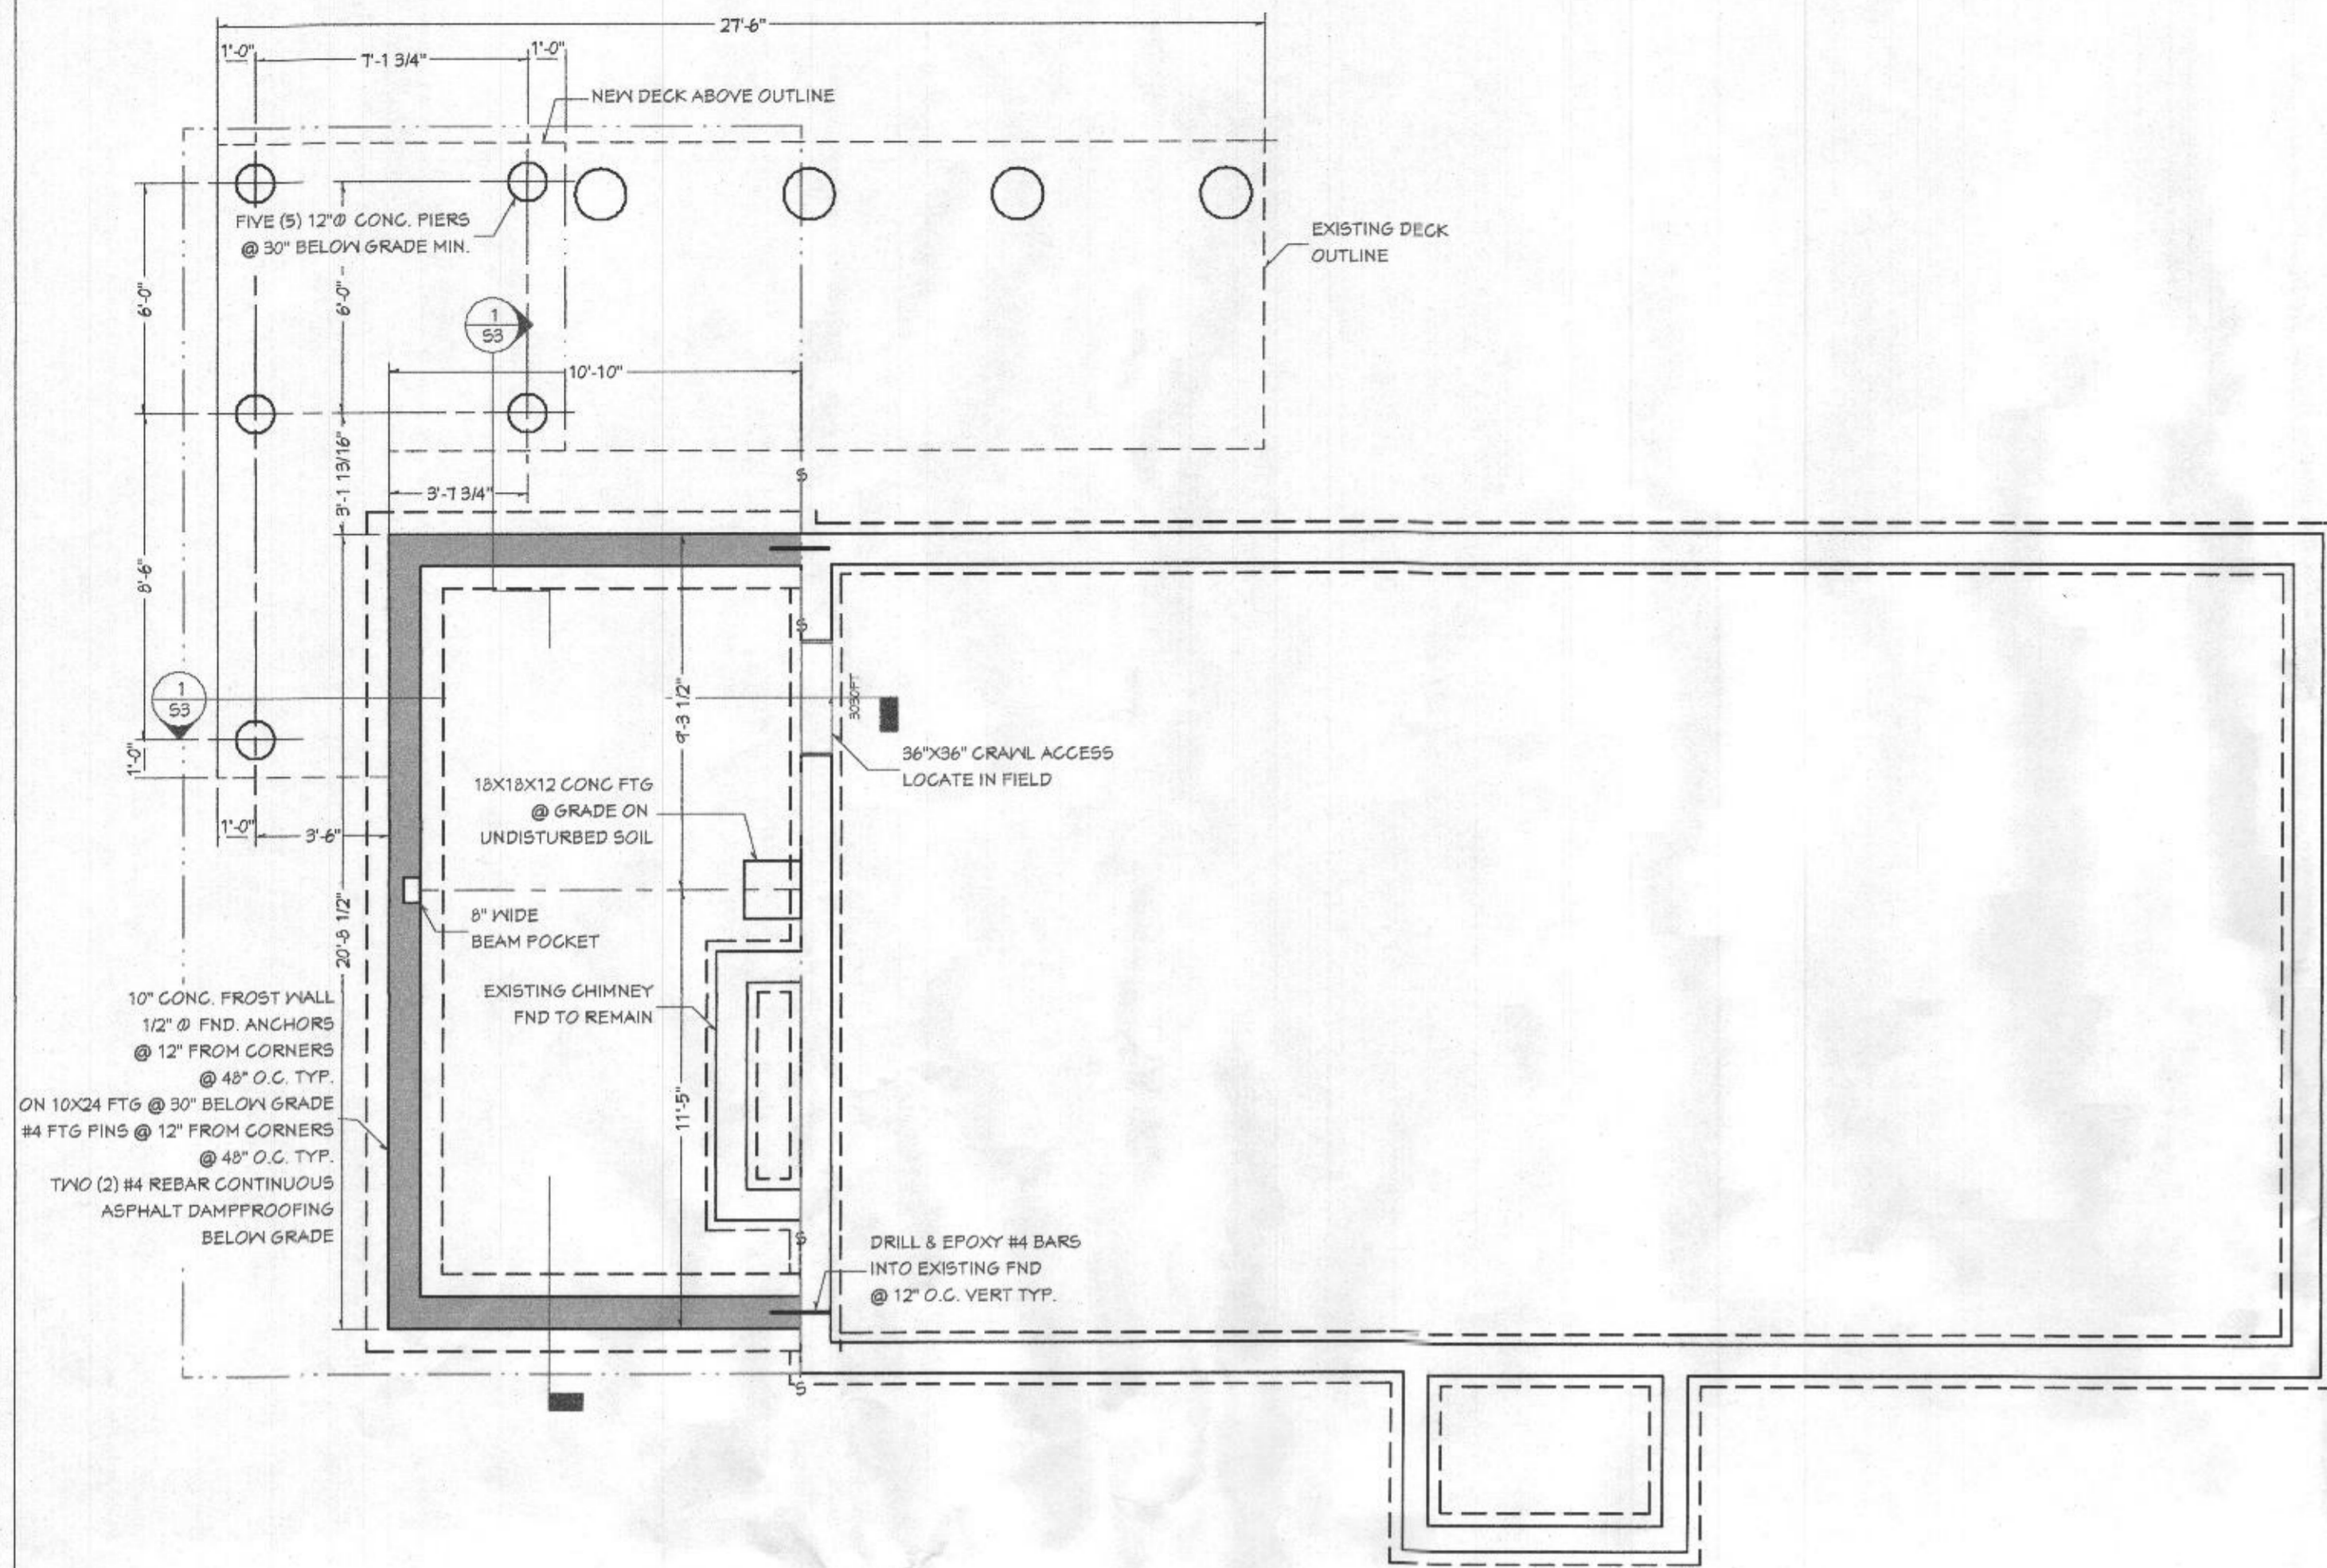 27'-6"
1'-0"
7'-1 3/4"
1'-0"
NEW DECK ABOVE OUTLINE
FIVE (5) 12"Ø CONC. PIERS
@ 30" BELOW GRADE MIN.
EXISTING DECK
OUTLINE
6'-0"
6'-0"
1
S3
10'-10"
3'-1 13/16"
3'-7 3/4"
S
8'-6"
S
1
S3
9'-3 1/2"
3030FT
36"X36" CRAWL ACCESS
LOCATE IN FIELD
1'-0"
18X18X12 CONC FTG
@ GRADE ON
UNDISTURBED SOIL
1'-0"
3'-6"
20'-8 1/2"
8" WIDE
BEAM POCKET
EXISTING CHIMNEY
FND TO REMAIN
10" CONC. FROST WALL
1/2" Ø FND. ANCHORS
@ 12" FROM CORNERS
@ 48" O.C. TYP.
ON 10X24 FTG @ 30" BELOW GRADE
#4 FTG PINS @ 12" FROM CORNERS
@ 48" O.C. TYP.
TWO (2) #4 REBAR CONTINUOUS
ASPHALT DAMPPROOFING
BELOW GRADE
11'-5"
S
DRILL & EPOXY #4 BARS
INTO EXISTING FND
@ 12" O.C. VERT TYP.
S